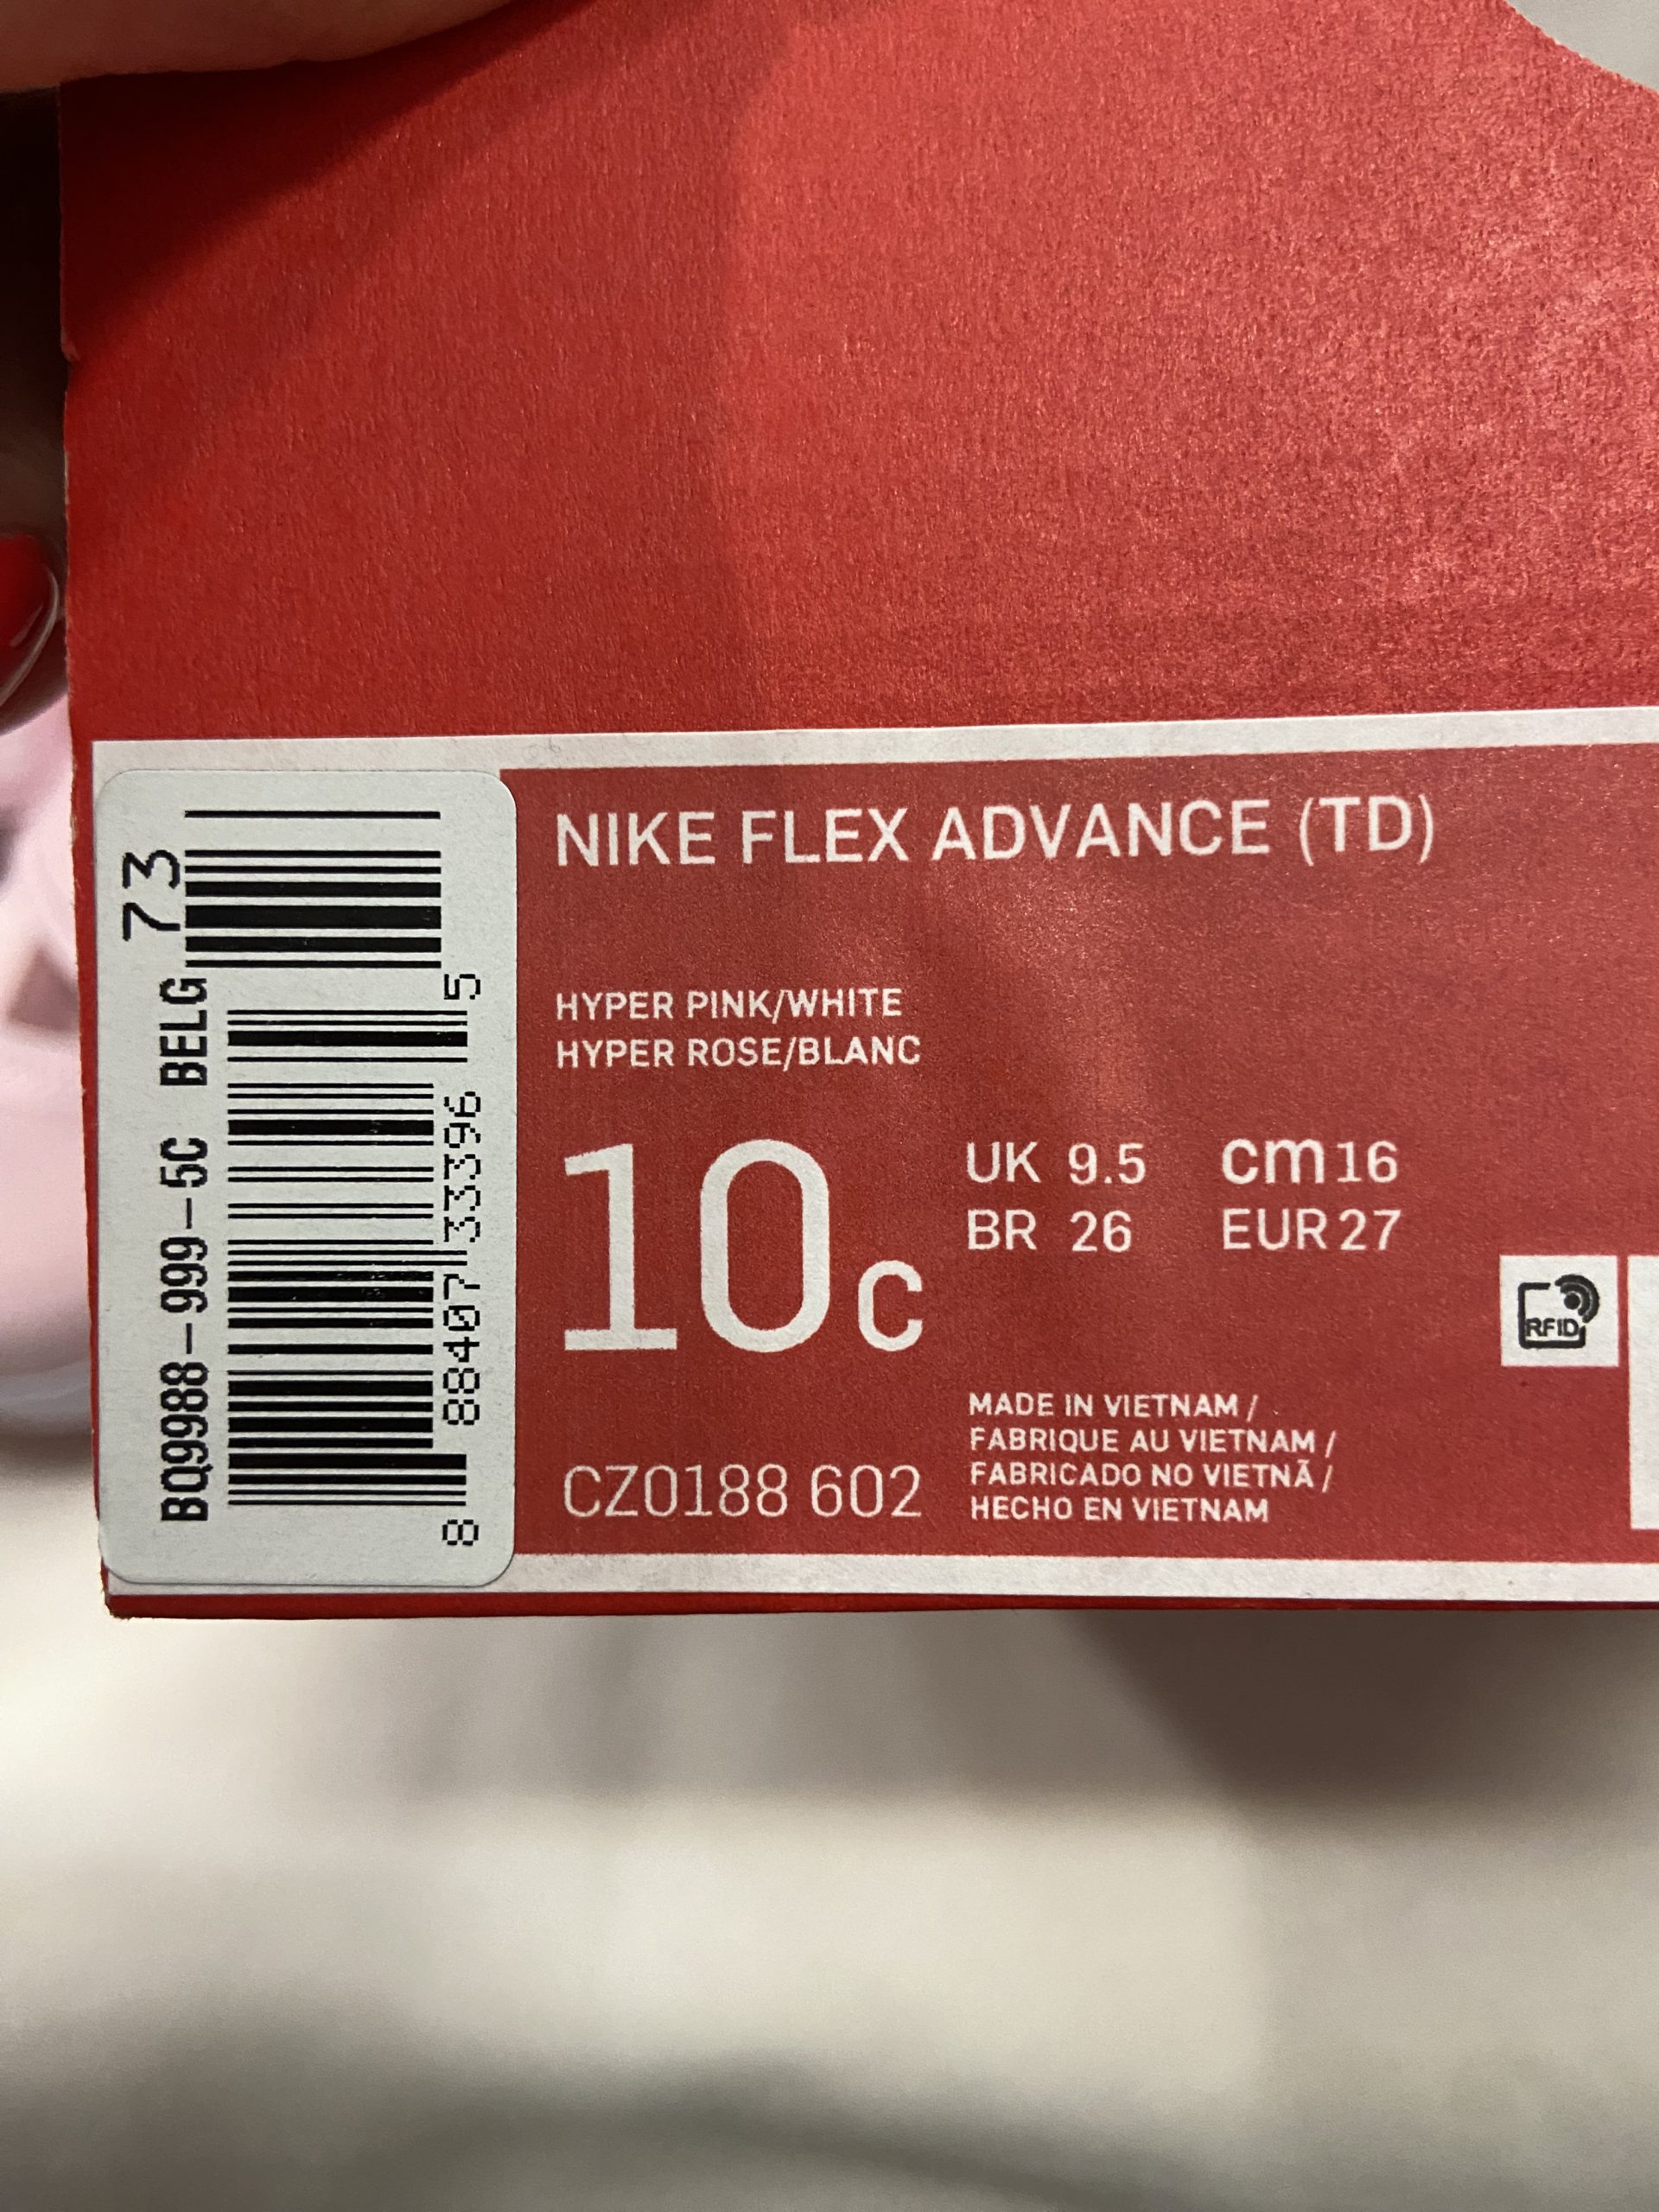 NIKE FLEX ADVANCE (TD)
HYPER PINK/WHITE
HYPER ROSE/BLANC
10C
UK 9.5 cm 16
BR 26 EUR 27
RFID
CZ0188 602
MADE IN VIETNAM /
FABRIQUE AU VIETNAM /
FABRICADO NO VIETNÃ /
HECHO EN VIETNAM
BQ9988-999-5C BELG
73
8 88407 33396 5